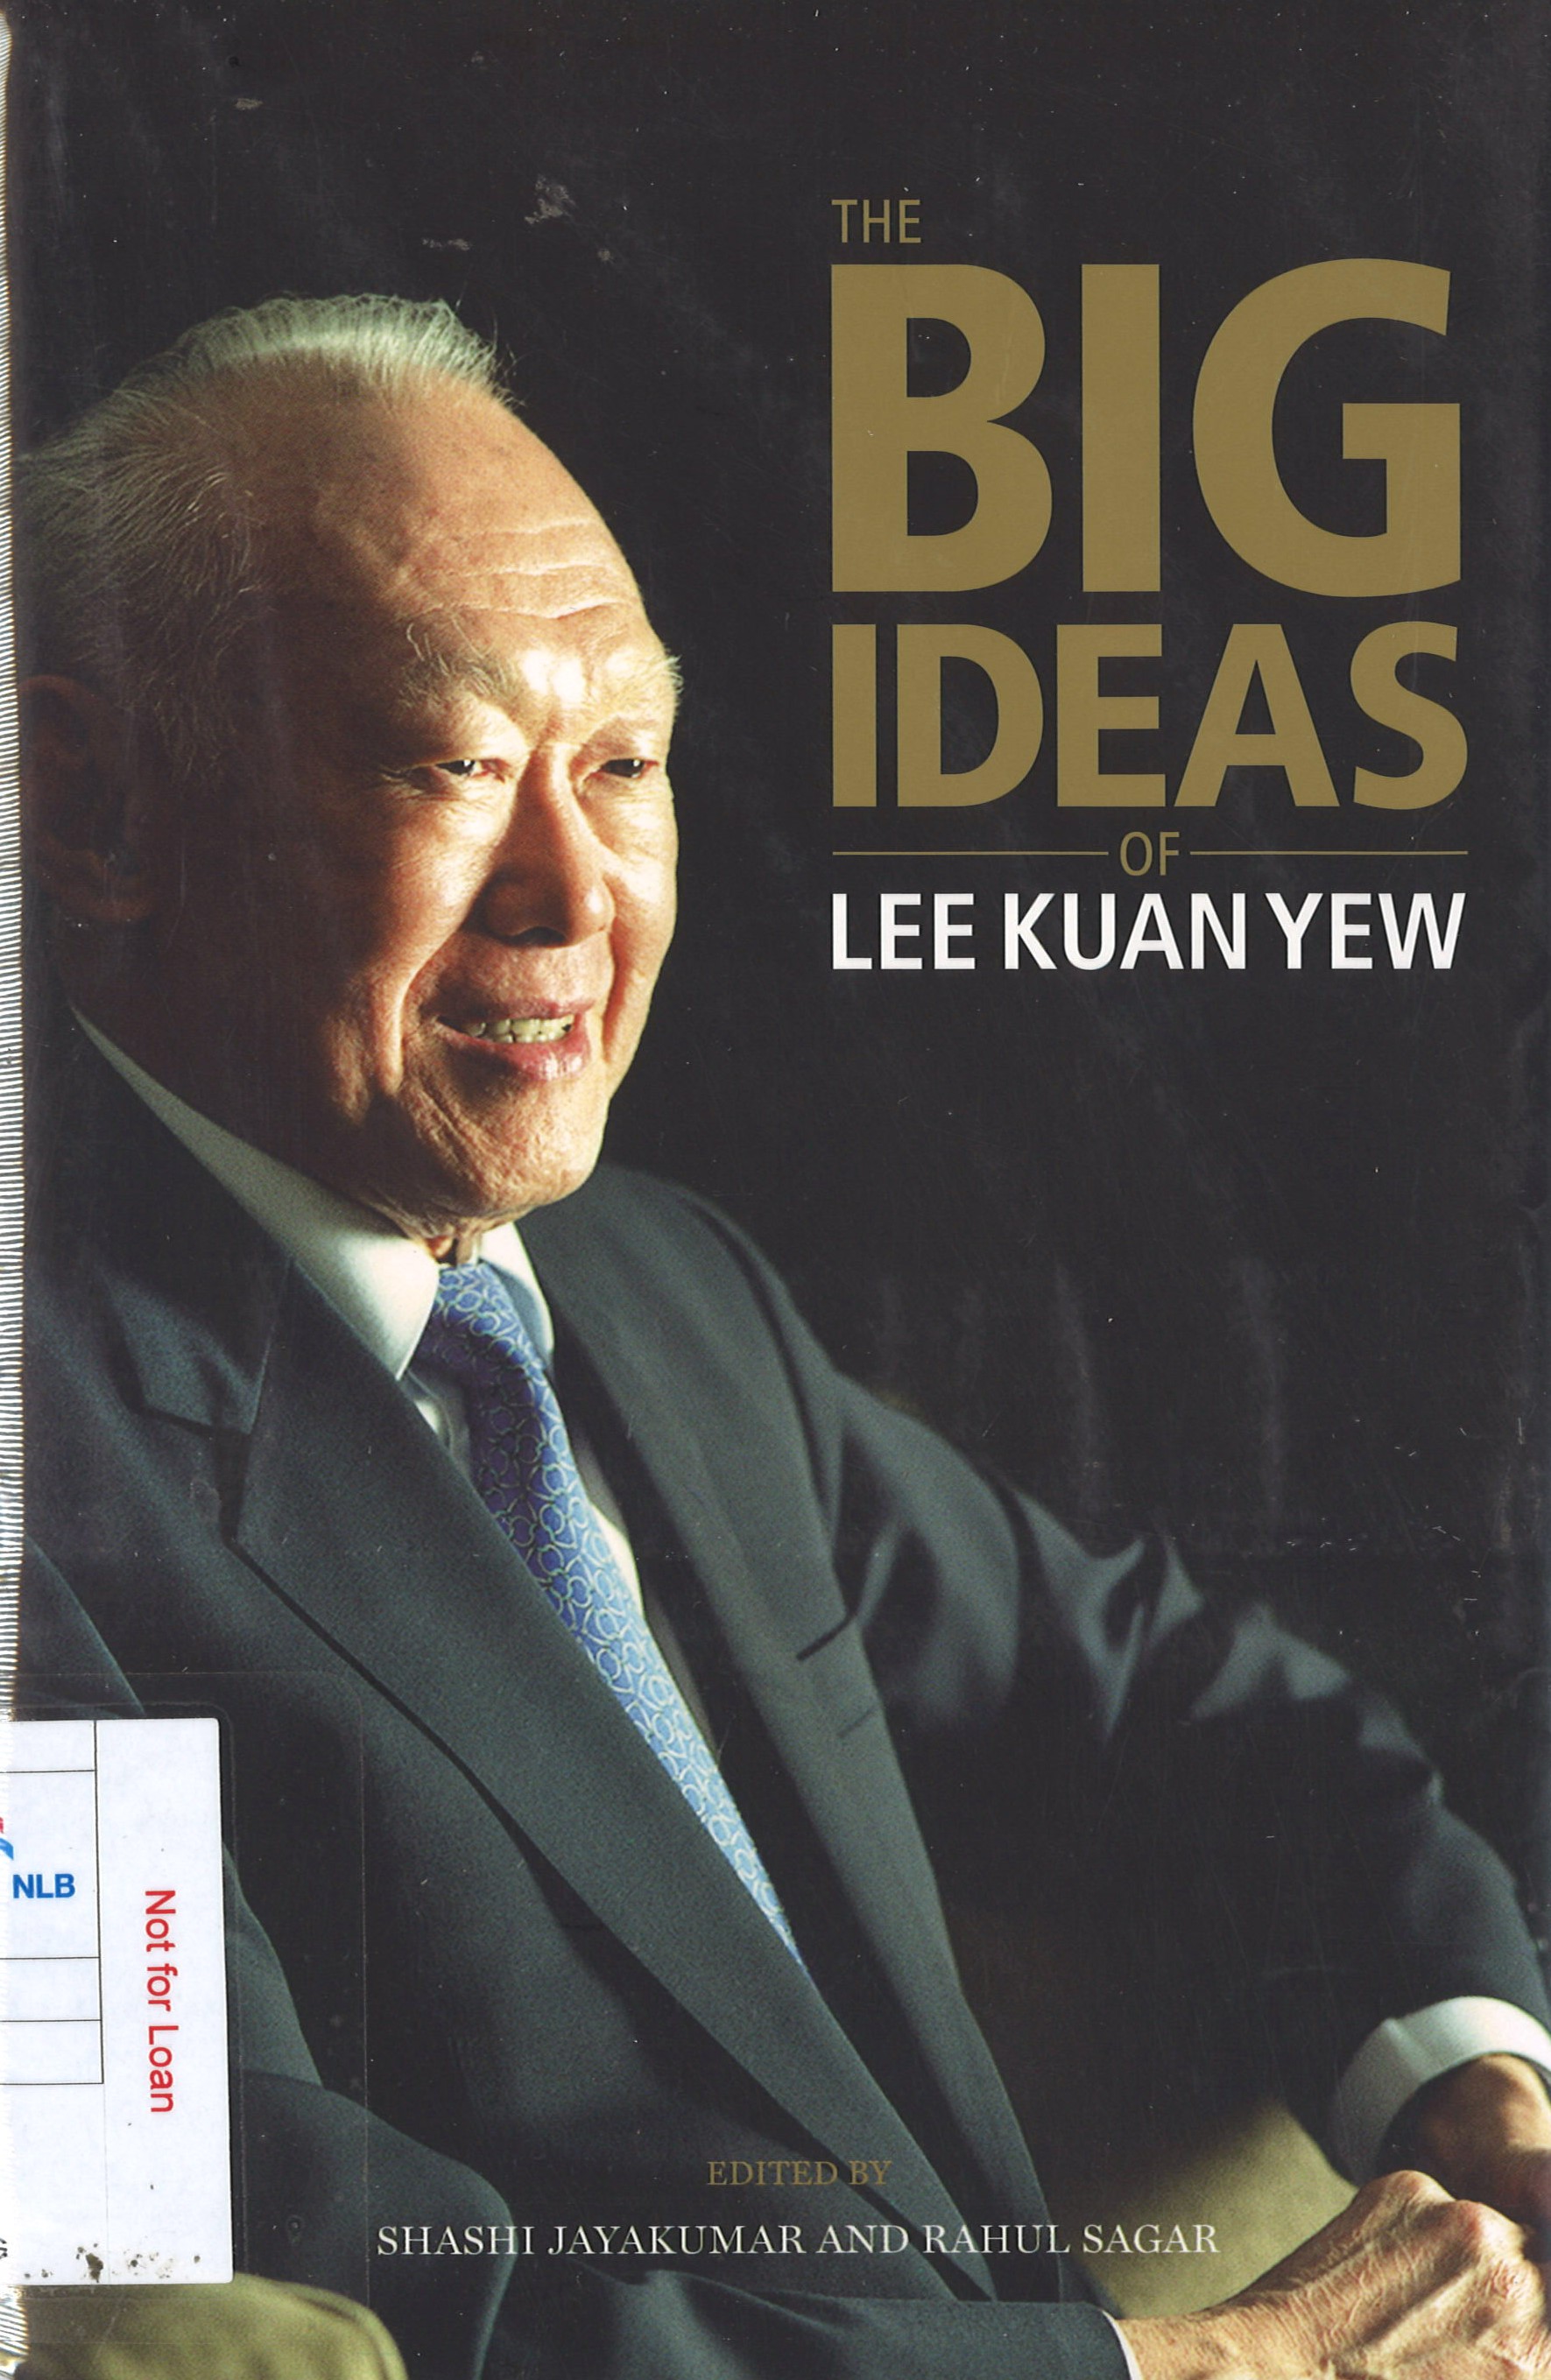 THE
BIG
IDEAS
OF
LEE KUAN YEW
NLB
Not for Loan
EDITED BY
SHASHI JAYAKUMAR AND RAHUL SAGAR